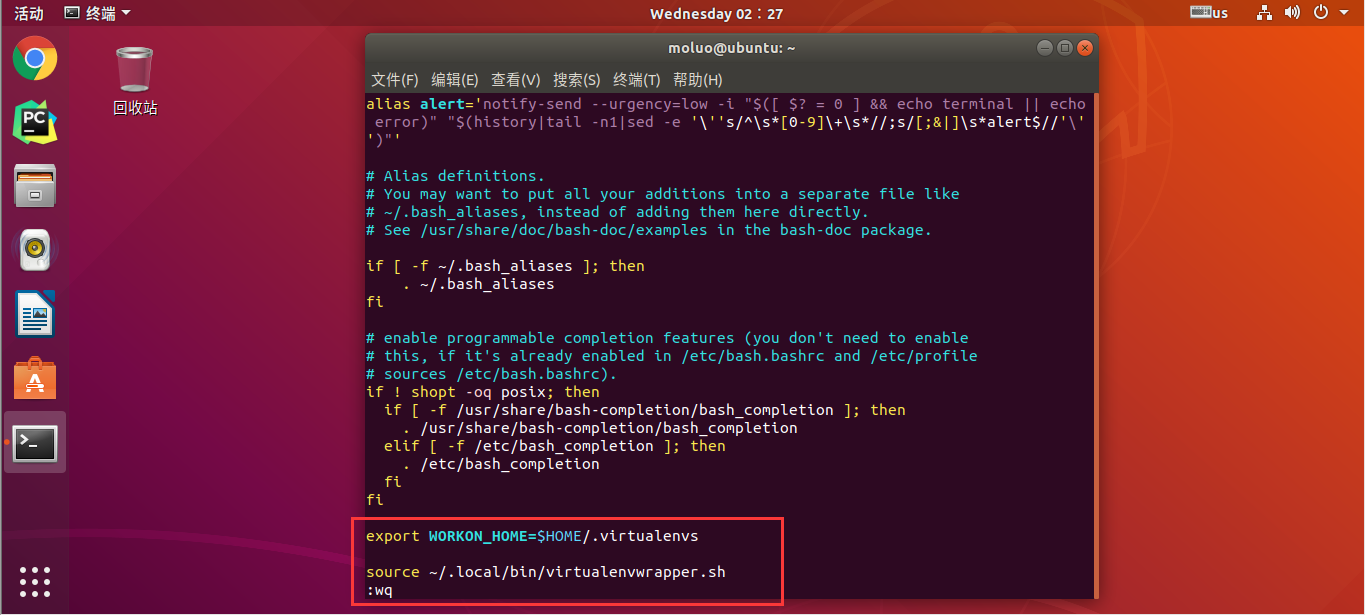 活动 终端 Wednesday 02：27 us
回收站
PC
moluo@ubuntu: ~
文件(F) 编辑(E) 查看(V) 搜索(S) 终端(T) 帮助(H)
alias alert='notify-send --urgency=low -i "$([ $? = 0 ] && echo terminal || echo
error)" "$(history|tail -n1|sed -e '\''s/^\s*[0-9]\+\s*//;s/[;&|]\s*alert$//'\'
')"'
# Alias definitions.
# You may want to put all your additions into a separate file like
# ~/.bash_aliases, instead of adding them here directly.
# See /usr/share/doc/bash-doc/examples in the bash-doc package.
if [ -f ~/.bash_aliases ]; then
    . ~/.bash_aliases
fi
# enable programmable completion features (you don't need to enable
# this, if it's already enabled in /etc/bash.bashrc and /etc/profile
# sources /etc/bash.bashrc).
if ! shopt -oq posix; then
  if [ -f /usr/share/bash-completion/bash_completion ]; then
    . /usr/share/bash-completion/bash_completion
  elif [ -f /etc/bash_completion ]; then
    . /etc/bash_completion
  fi
fi
export WORKON_HOME=$HOME/.virtualenvs
source ~/.local/bin/virtualenvwrapper.sh
:wq